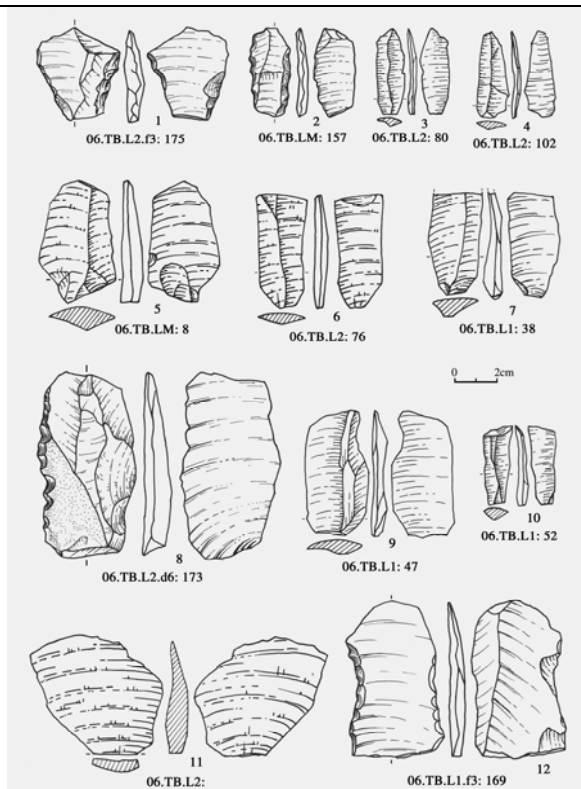 1
06.TB.L2.f3: 175
2
06.TB.LM: 157
3
06.TB.L2: 80
4
06.TB.L2: 102
5
06.TB.LM: 8
6
06.TB.L2: 76
7
06.TB.L1: 38
0 2cm
8
06.TB.L2.d6: 173
9
06.TB.L1: 47
10
06.TB.L1: 52
11
06.TB.L2:
12
06.TB.L1.f3: 169